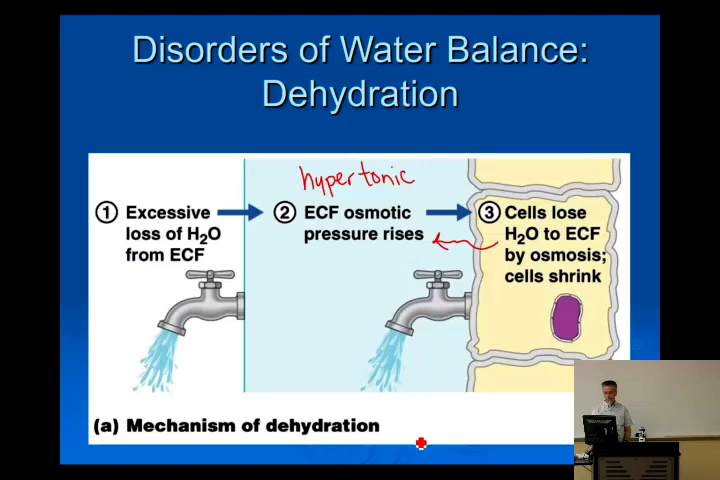 Disorders of Water Balance:
Dehydration
hypertonic
1 Excessive
loss of H₂O
from ECF
2 ECF osmotic
pressure rises
3 Cells lose
H₂O to ECF
by osmosis;
cells shrink
(a) Mechanism of dehydration